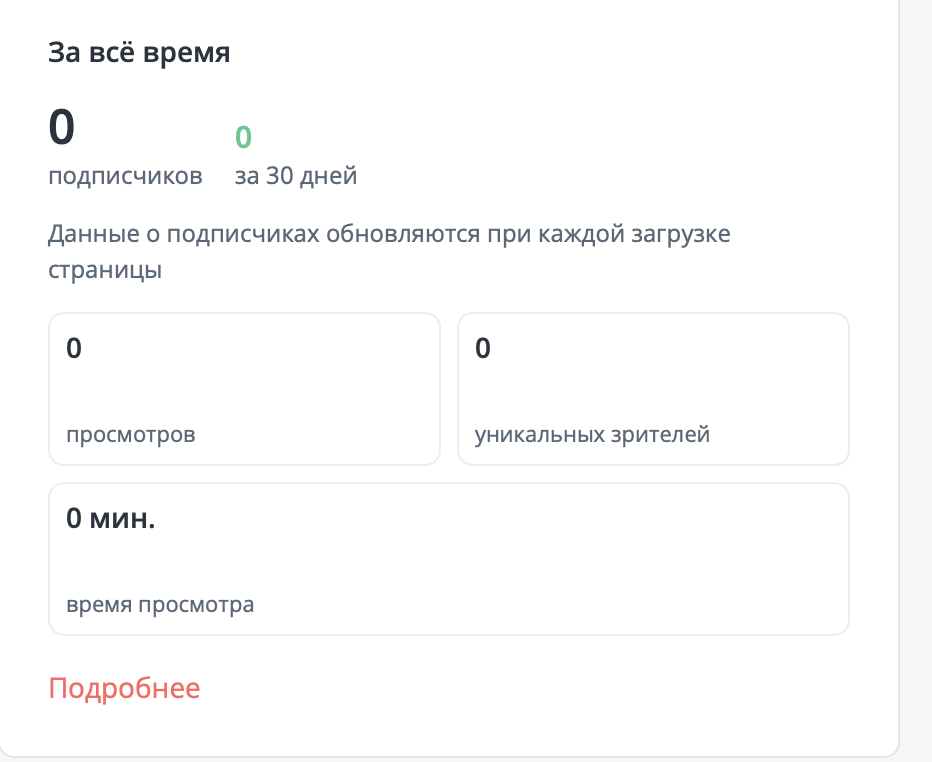 За всё время
0
0
подписчиков
за 30 дней
Данные о подписчиках обновляются при каждой загрузке
страницы
0
просмотров
0
уникальных зрителей
0 мин.
время просмотра
Подробнее